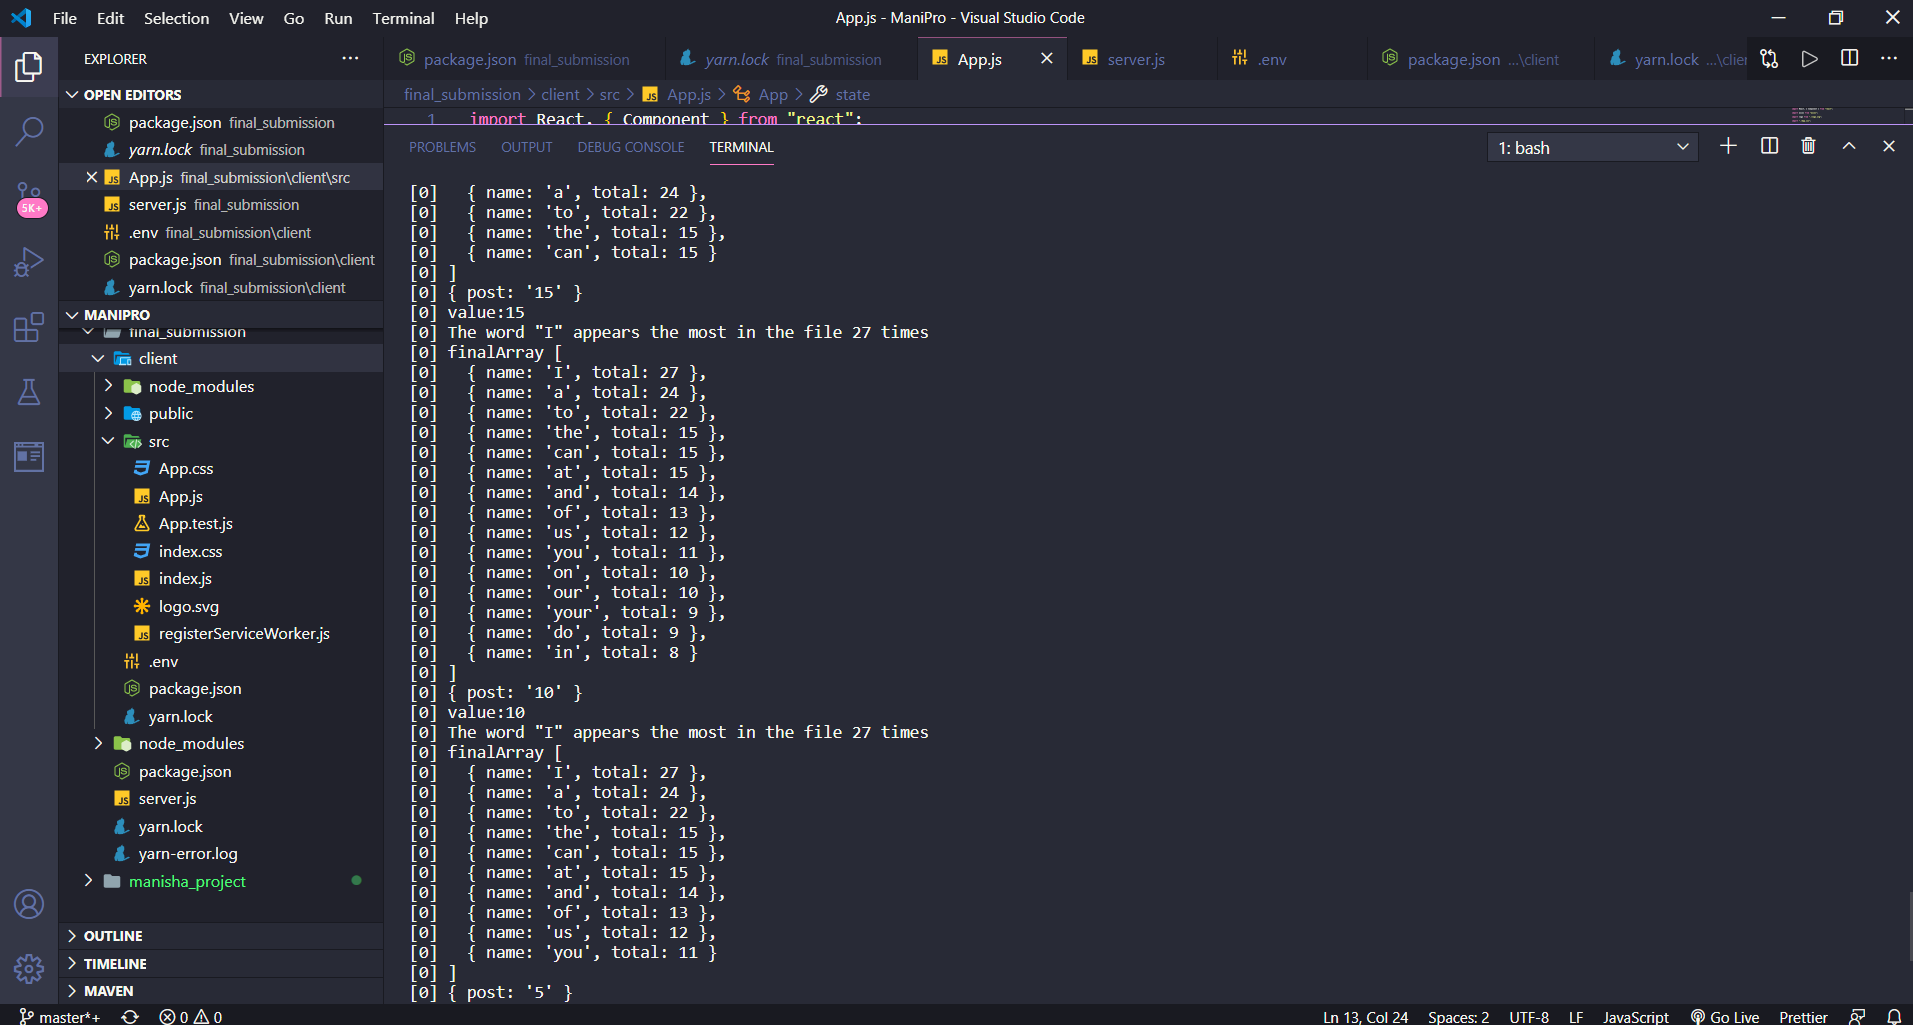 File Edit Selection View Go Run Terminal Help App.js - ManiPro - Visual Studio Code
EXPLORER
OPEN EDITORS
package.json final_submission
yarn.lock final_submission
App.js final_submission\client\src
server.js final_submission
.env final_submission\client
package.json final_submission\client
yarn.lock final_submission\client
MANIPRO
final_submission
client
node_modules
public
src
App.css
App.js
App.test.js
index.css
index.js
logo.svg
registerServiceWorker.js
.env
package.json
yarn.lock
node_modules
package.json
server.js
yarn.lock
yarn-error.log
manisha_project
OUTLINE
TIMELINE
MAVEN
5K+
package.json final_submission yarn.lock final_submission App.js server.js .env package.json ...\client yarn.lock ...\clie
final_submission > client > src > App.js > App > state
1 import React, { Component } from "react";
PROBLEMS OUTPUT DEBUG CONSOLE TERMINAL 1: bash
[0]   { name: 'a', total: 24 },
[0]   { name: 'to', total: 22 },
[0]   { name: 'the', total: 15 },
[0]   { name: 'can', total: 15 }
[0] ]
[0] { post: '15' }
[0] value:15
[0] The word "I" appears the most in the file 27 times
[0] finalArray [
[0]   { name: 'I', total: 27 },
[0]   { name: 'a', total: 24 },
[0]   { name: 'to', total: 22 },
[0]   { name: 'the', total: 15 },
[0]   { name: 'can', total: 15 },
[0]   { name: 'at', total: 15 },
[0]   { name: 'and', total: 14 },
[0]   { name: 'of', total: 13 },
[0]   { name: 'us', total: 12 },
[0]   { name: 'you', total: 11 },
[0]   { name: 'on', total: 10 },
[0]   { name: 'our', total: 10 },
[0]   { name: 'your', total: 9 },
[0]   { name: 'do', total: 9 },
[0]   { name: 'in', total: 8 }
[0] ]
[0] { post: '10' }
[0] value:10
[0] The word "I" appears the most in the file 27 times
[0] finalArray [
[0]   { name: 'I', total: 27 },
[0]   { name: 'a', total: 24 },
[0]   { name: 'to', total: 22 },
[0]   { name: 'the', total: 15 },
[0]   { name: 'can', total: 15 },
[0]   { name: 'at', total: 15 },
[0]   { name: 'and', total: 14 },
[0]   { name: 'of', total: 13 },
[0]   { name: 'us', total: 12 },
[0]   { name: 'you', total: 11 }
[0] ]
[0] { post: '5' }
master*+ 0 0 Ln 13, Col 24 Spaces: 2 UTF-8 LF JavaScript Go Live Prettier